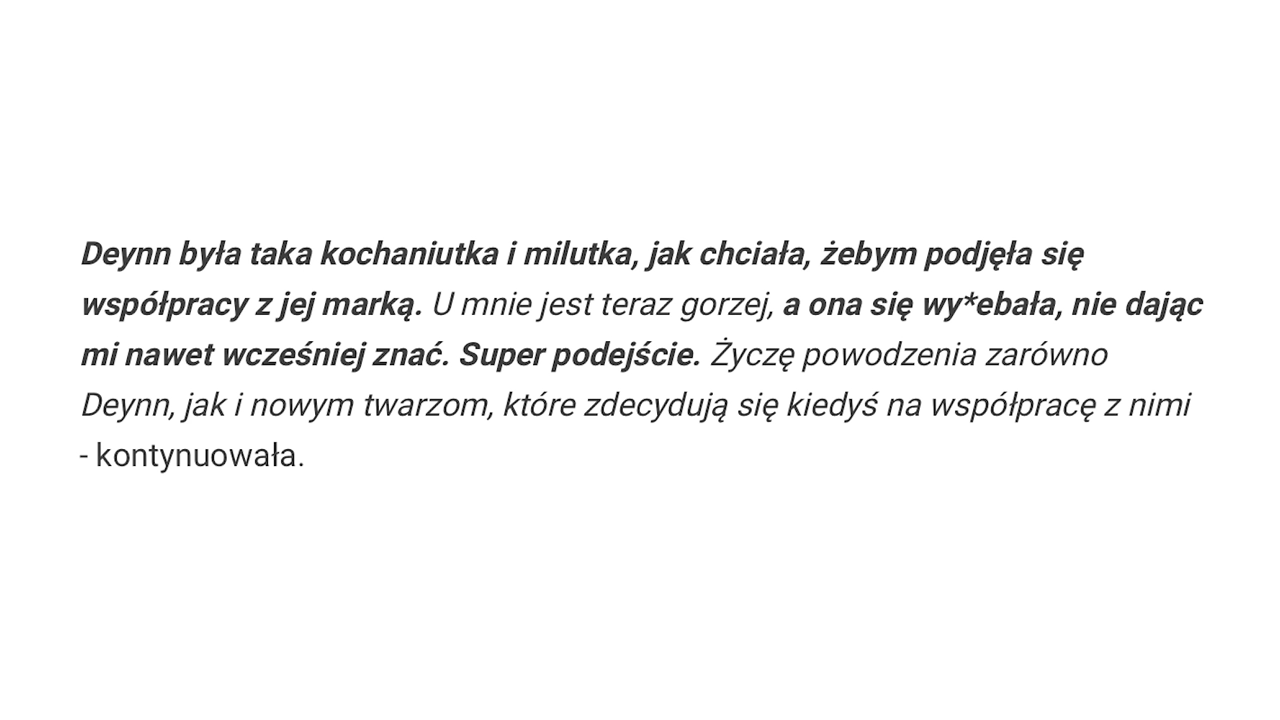 Deynn była taka kochaniutka i milutka, jak chciała, żebym podjęła się
współpracy z jej marką. U mnie jest teraz gorzej, a ona się wy*ebała, nie dając
mi nawet wcześniej znać. Super podejście. Życzę powodzenia zarówno
Deynn, jak i nowym twarzom, które zdecydują się kiedyś na współpracę z nimi
- kontynuowała.